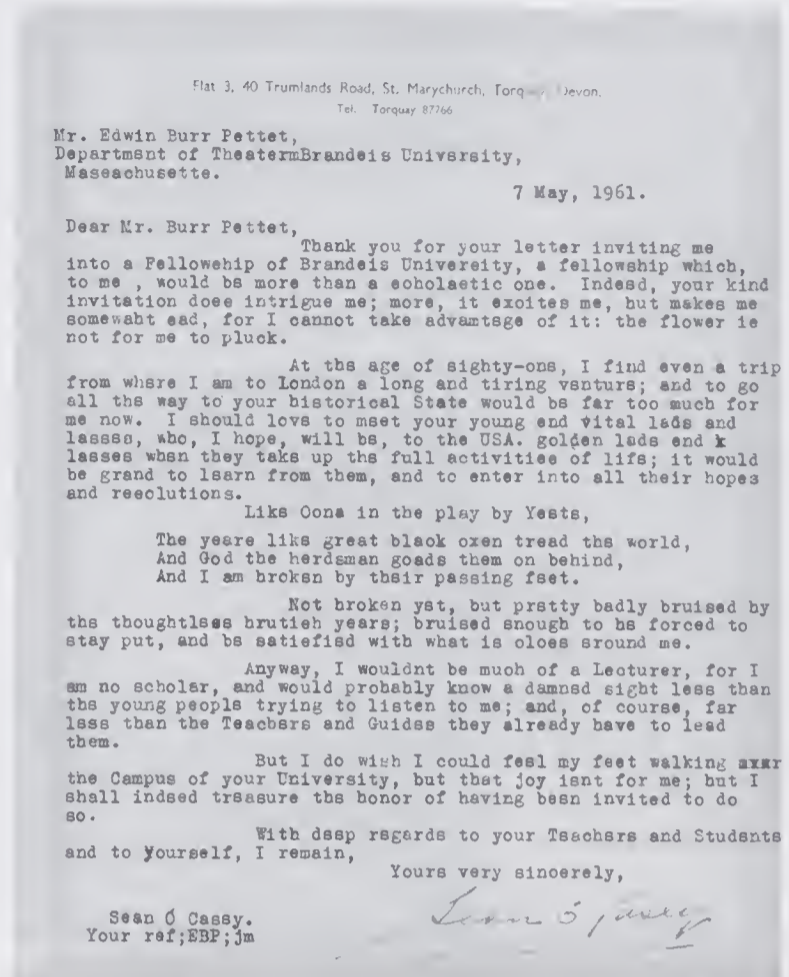 Flat 3, 40 Trumlands Road, St. Marychurch, Devon.
Tel. Torquay 87766
Mr. Edwin Burr Pettet,
Department of TheatermBrandeis University,
Massachusetts.
7 May, 1961.
Dear Mr. Burr Pettet,
Thank you for your letter inviting me
into a Fellowship of Brandeis University, a fellowship which,
to me , would be more than a scholastic one. Indeed, your kind
invitation does intrigue me; more, it excites me, but makes me
somewaht sad, for I cannot take advamtage of it: the flower is
not for me to pluck.
At the age of eighty-one, I find even a trip
from where I am to London a long and tiring venture; and to go
all the way to your historical State would be far too much for
me now. I should love to meet your young and vital lads and
lasses, who, I hope, will be, to the USA. golden lads and k
lasses when they take up the full activities of life; it would
be grand to learn from them, and to enter into all their hopes
and resolutions.
Like Oona in the play by Yeats,
The years like great black oxen tread the world,
And God the herdsman goads them on behind,
And I am broken by their passing feet.
Not broken yet, but pretty badly bruised by
the thoughtless brutish years; bruised enough to be forced to
stay put, and be satisfied with what is close around me.
Anyway, I wouldnt be much of a Lecturer, for I
am no scholar, and would probably know a damned sight less than
the young people trying to listen to me; and, of course, far
less than the Teachers and Guides they already have to lead
them.
But I do wish I could feel my feet walking
the Campus of your University, but that joy isnt for me; but I
shall indeed treasure the honor of having been invited to do
so.
With deep regards to your Teachers and Students
and to yourself, I remain,
Yours very sincerely,
Sean Ó Casey
Sean Ó Casey.
Your ref;EBP;jm